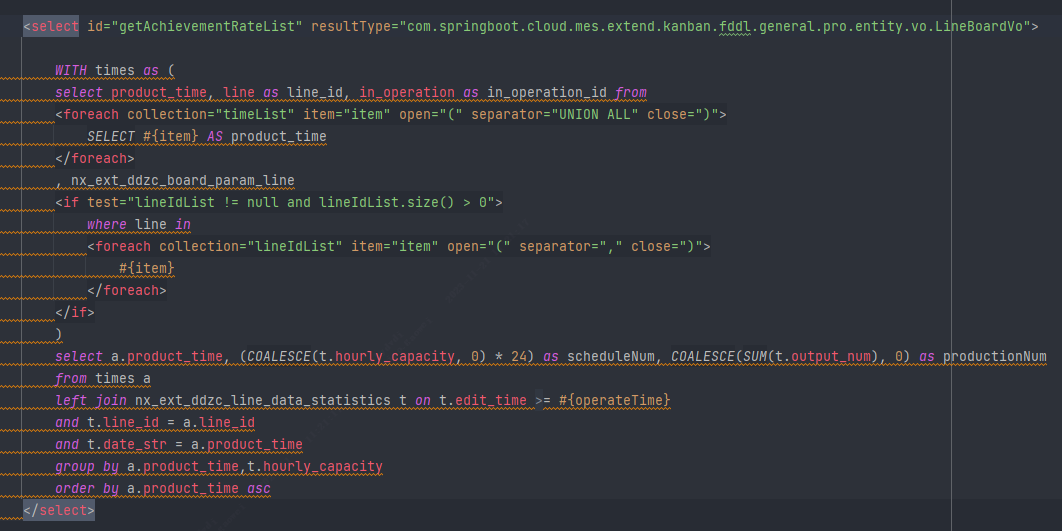 <select id="getAchievementRateList" resultType="com.springboot.cloud.mes.extend.kanban.fddl.general.pro.entity.vo.LineBoardVo">
WITH times as (
select product_time, line as line_id, in_operation as in_operation_id from
<foreach collection="timeList" item="item" open="(" separator="UNION ALL" close=")">
SELECT #{item} AS product_time
</foreach>
, nx_ext_ddzc_board_param_line
<if test="lineIdList != null and lineIdList.size() > 0">
where line in
<foreach collection="lineIdList" item="item" open="(" separator="," close=")">
#{item}
</foreach>
</if>
)
select a.product_time, (COALESCE(t.hourly_capacity, 0) * 24) as scheduleNum, COALESCE(SUM(t.output_num), 0) as productionNum
from times a
left join nx_ext_ddzc_line_data_statistics t on t.edit_time >= #{operateTime}
and t.line_id = a.line_id
and t.date_str = a.product_time
group by a.product_time,t.hourly_capacity
order by a.product_time asc
</select>